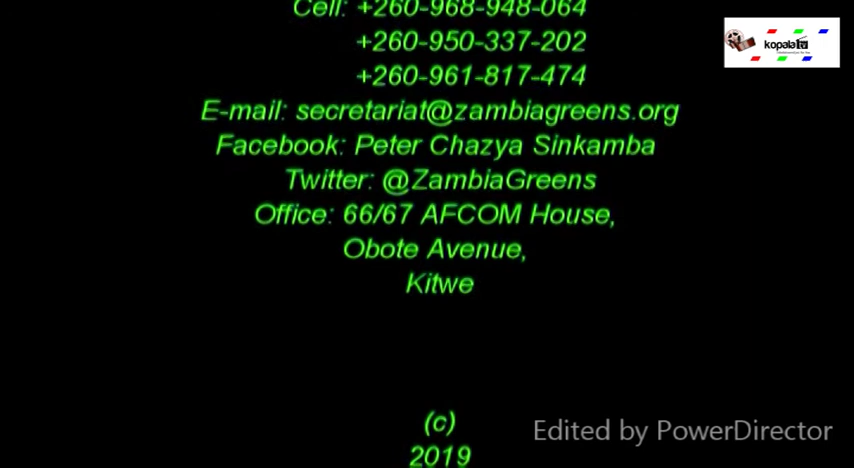 Cell: +260-968-948-064
+260-950-337-202
+260-961-817-474
E-mail: secretariat@zambiagreens.org
Facebook: Peter Chazya Sinkamba
Twitter: @ZambiaGreens
Office: 66/67 AFCOM House,
Obote Avenue,
Kitwe
(c)
2019
kopala tv
Edited by PowerDirector